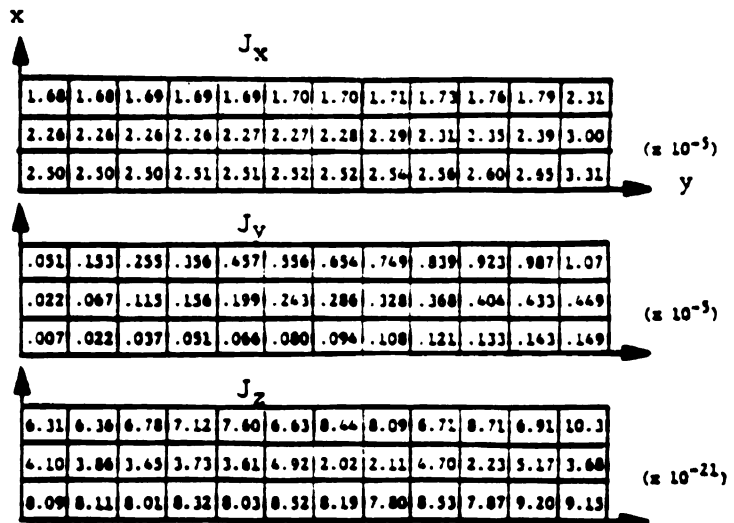 x
J_x
1.68 1.68 1.69 1.69 1.69 1.70 1.70 1.71 1.73 1.76 1.79 2.31
2.26 2.26 2.26 2.26 2.27 2.27 2.28 2.29 2.31 2.35 2.39 3.00
(x 10^-5)
2.50 2.50 2.50 2.51 2.51 2.52 2.52 2.54 2.56 2.60 2.65 3.31
y
J_y
.051 .153 .255 .356 .457 .556 .654 .749 .839 .923 .987 1.07
.022 .067 .115 .156 .199 .243 .286 .328 .368 .404 .433 .449
(x 10^-5)
.007 .022 .037 .051 .066 .080 .094 .108 .121 .133 .143 .149
J_z
6.31 6.36 6.78 7.12 7.60 6.63 8.44 8.09 6.71 8.71 6.91 10.3
4.10 3.86 3.45 3.73 3.61 4.92 2.02 2.11 4.70 2.23 5.17 3.68
(x 10^-21)
8.09 8.11 8.01 8.32 8.03 8.52 8.19 7.80 8.53 7.87 9.20 9.15